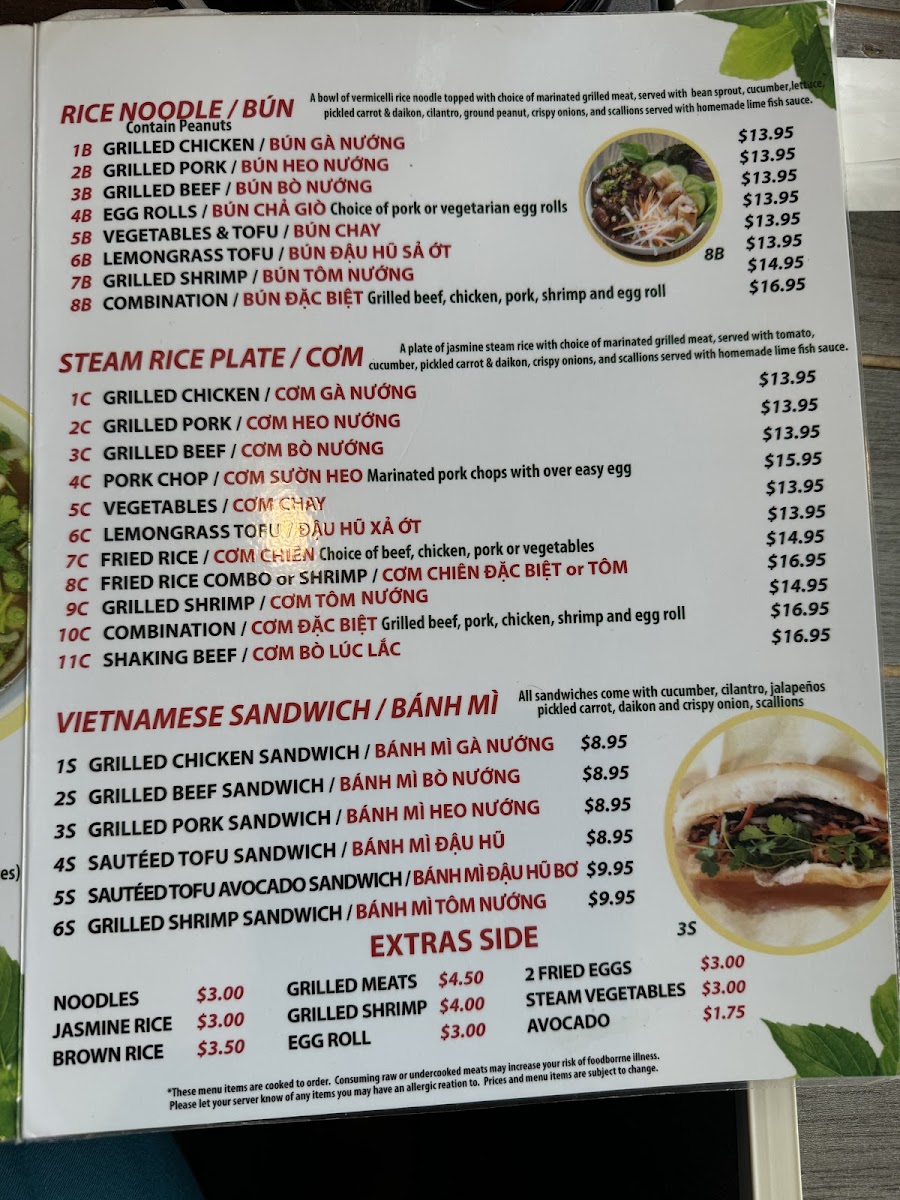 RICE NOODLE / BÚN
A bowl of vermicelli rice noodle topped with choice of marinated grilled meat, served with bean sprout, cucumber, lettuce,
pickled carrot & daikon, cilantro, ground peanut, crispy onions, and scallions served with homemade lime fish sauce.
Contain Peanuts
1B GRILLED CHICKEN / BÚN GÀ NƯỚNG $13.95
2B GRILLED PORK / BÚN HEO NƯỚNG $13.95
3B GRILLED BEEF / BÚN BÒ NƯỚNG $13.95
4B EGG ROLLS / BÚN CHẢ GIÒ Choice of pork or vegetarian egg rolls $13.95
5B VEGETABLES & TOFU / BÚN CHAY $13.95
6B LEMONGRASS TOFU / BÚN ĐẬU HŨ SẢ ỚT $13.95
7B GRILLED SHRIMP / BÚN TÔM NƯỚNG $14.95
8B COMBINATION / BÚN ĐẶC BIỆT Grilled beef, chicken, pork, shrimp and egg roll $16.95
8B
STEAM RICE PLATE / CƠM
A plate of jasmine steam rice with choice of marinated grilled meat, served with tomato,
cucumber, pickled carrot & daikon, crispy onions, and scallions served with homemade lime fish sauce.
1C GRILLED CHICKEN / CƠM GÀ NƯỚNG $13.95
2C GRILLED PORK / CƠM HEO NƯỚNG $13.95
3C GRILLED BEEF / CƠM BÒ NƯỚNG $13.95
4C PORK CHOP / CƠM SƯỜN HEO Marinated pork chops with over easy egg $15.95
5C VEGETABLES / CƠM CHAY $13.95
6C LEMONGRASS TOFU / ĐẬU HŨ XẢ ỚT $13.95
7C FRIED RICE / CƠM CHIÊN Choice of beef, chicken, pork or vegetables $14.95
8C FRIED RICE COMBO or SHRIMP / CƠM CHIÊN ĐẶC BIỆT or TÔM $16.95
9C GRILLED SHRIMP / CƠM TÔM NƯỚNG $14.95
10C COMBINATION / CƠM ĐẶC BIỆT Grilled beef, pork, chicken, shrimp and egg roll $16.95
11C SHAKING BEEF / CƠM BÒ LÚC LẮC $16.95
VIETNAMESE SANDWICH / BÁNH MÌ
All sandwiches come with cucumber, cilantro, jalapeños
pickled carrot, daikon and crispy onion, scallions
1S GRILLED CHICKEN SANDWICH / BÁNH MÌ GÀ NƯỚNG $8.95
2S GRILLED BEEF SANDWICH / BÁNH MÌ BÒ NƯỚNG $8.95
3S GRILLED PORK SANDWICH / BÁNH MÌ HEO NƯỚNG $8.95
4S SAUTÉED TOFU SANDWICH / BÁNH MÌ ĐẬU HŨ $8.95
5S SAUTÉED TOFU AVOCADO SANDWICH / BÁNH MÌ ĐẬU HŨ BƠ $9.95
6S GRILLED SHRIMP SANDWICH / BÁNH MÌ TÔM NƯỚNG $9.95
3S
es)
EXTRAS SIDE
NOODLES $3.00 GRILLED MEATS $4.50 2 FRIED EGGS $3.00
JASMINE RICE $3.00 GRILLED SHRIMP $4.00 STEAM VEGETABLES $3.00
BROWN RICE $3.50 EGG ROLL $3.00 AVOCADO $1.75
*These menu items are cooked to order. Consuming raw or undercooked meats may increase your risk of foodborrne illness.
Please let your server know of any items you may have an allergic reation to. Prices and menu items are subject to change.